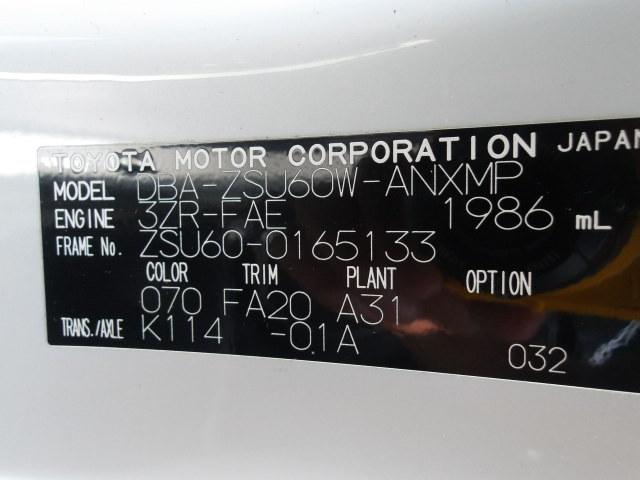 TOYOTA MOTOR CORPORATION JAPAN
MODEL DBA-ZSU60W-ANXMP
ENGINE 3ZR-FAE 1986 mL
FRAME No. ZSU60-0165133
COLOR TRIM PLANT OPTION
070 FA20 A31
TRANS./AXLE K114 -01A
032